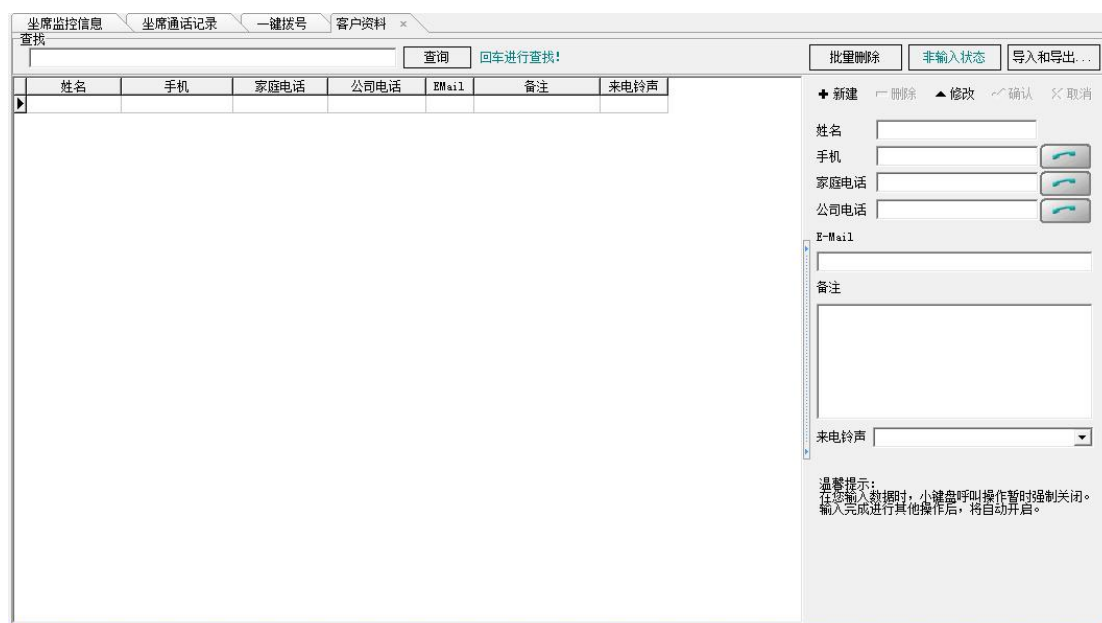 坐席监控信息 坐席通话记录 一键拨号 客户资料 ×
查找
查询 回车进行查找! 批里删除 非输入状态 导入和导出...
姓名 手机 家庭电话 公司电话 EMail 备注 来电铃声
新建 删除 修改 确认 取消
姓名
手机
家庭电话
公司电话
E-Mail
备注
来电铃声
温馨提示:
在您输入数据时,小键盘呼叫操作暂时强制关闭。
输入完成进行其他操作后,将自动开启。